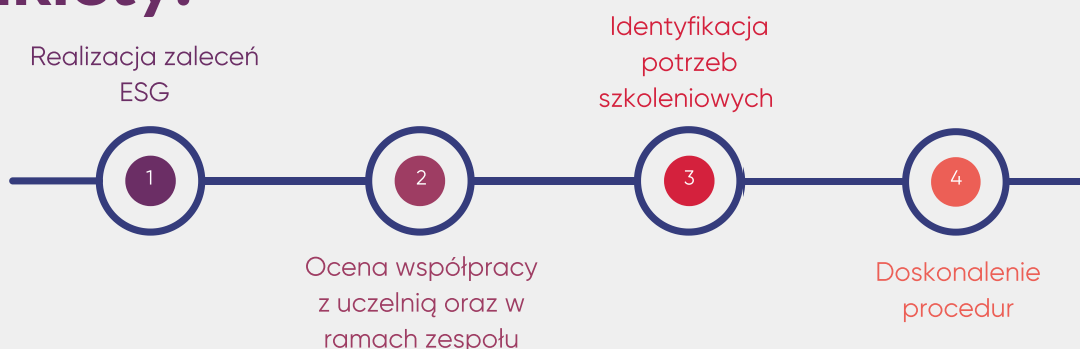 Realizacja zaleceń
ESG
1
Ocena współpracy
z uczelnią oraz w
ramach zespołu
2
Identyfikacja
potrzeb
szkoleniowych
3
Doskonalenie
procedur
4